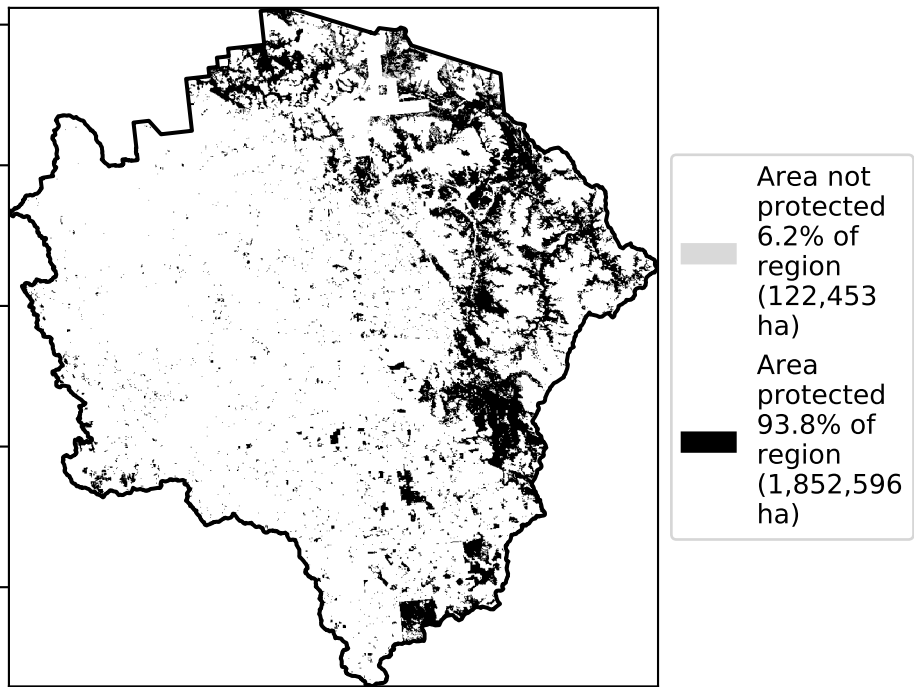 Area not
protected
6.2% of
region
(122,453
ha)
Area
protected
93.8% of
region
(1,852,596
ha)